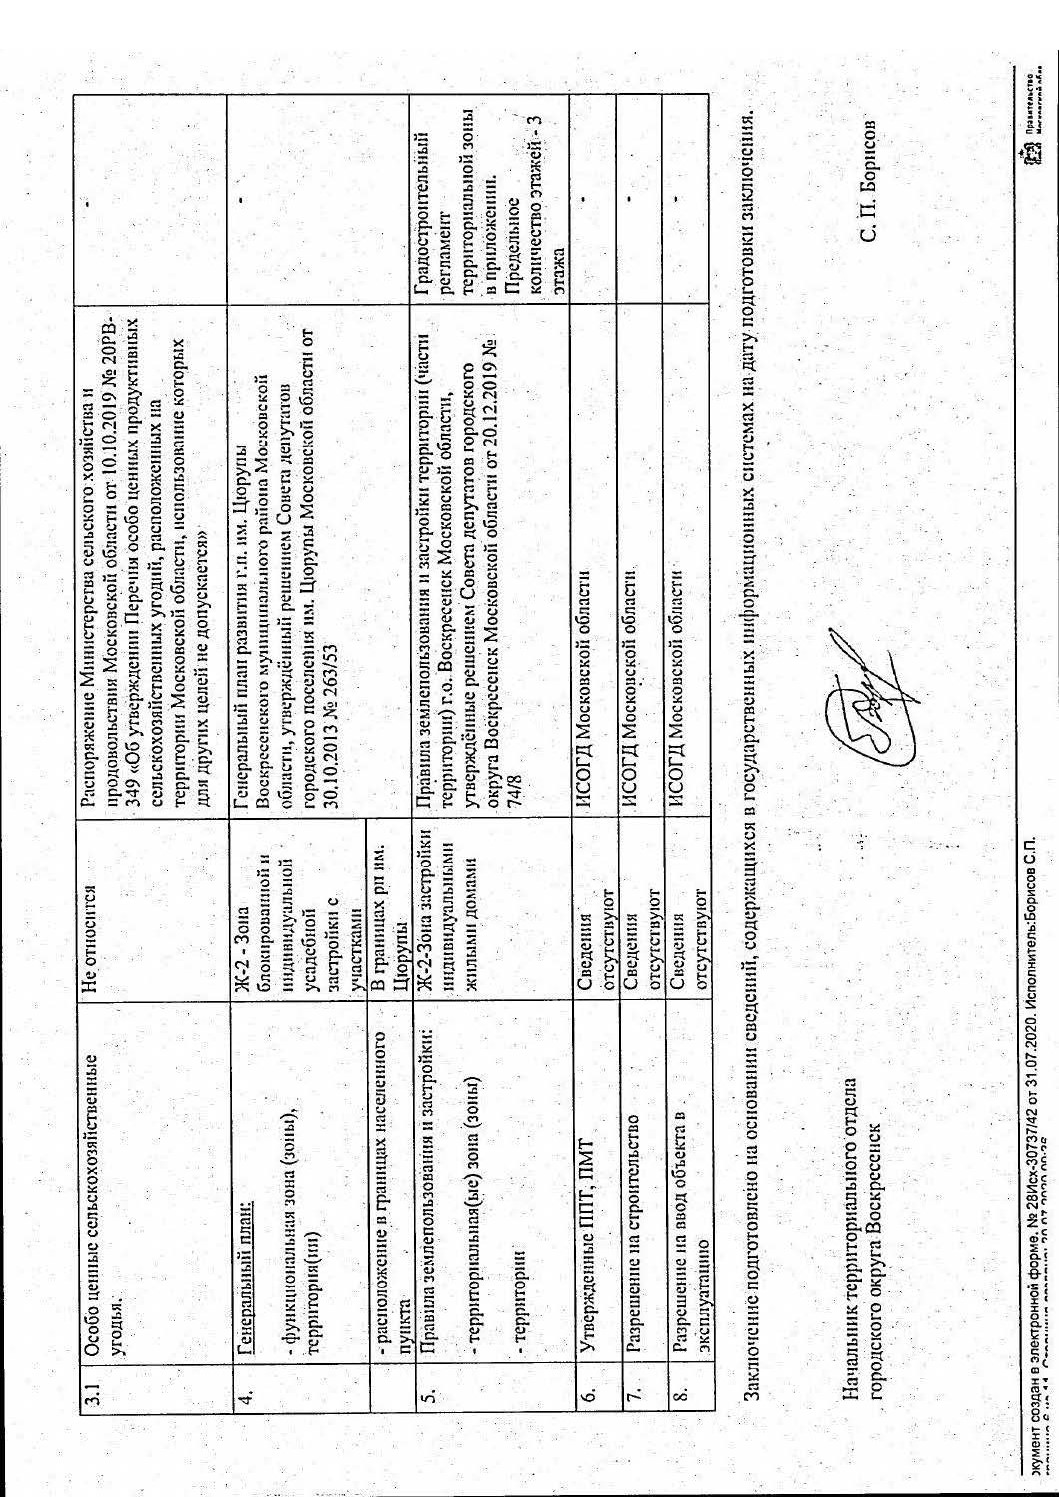 3.1
Особо ценные сельскохозяйственные
угодья.
Не относится
Распоряжение Министерства сельского хозяйства и
продовольствия Московской области от 10.10.2019 № 20РВ-
349 «Об утверждении Перечня особо ценных продуктивных
сельскохозяйственных угодий, расположенных на
территории Московской области, использование которых
для других целей не допускается»
-
4.
Генеральный план:
- функциональная зона (зоны),
территория(ии)
Ж-2 - Зона
блокированной и
индивидуальной
усадебной
застройки с
участками
Генеральный план развития г.п. им. Цюрупы
Воскресенского муниципального района Московской
области, утверждённый решением Совета депутатов
городского поселения им. Цюрупы Московской области от
30.10.2013 № 263/53
-
- расположение в границах населенного
пункта
В границах рп им.
Цюрупы
5.
Правила землепользования и застройки:
- территориальная(ые) зона (зоны)
- территории
Ж-2-Зона застройки
индивидуальными
жилыми домами
Правила землепользования и застройки территории (части
территории) г.о. Воскресенск Московской области,
утверждённые решением Совета депутатов городского
округа Воскресенск Московской области от 20.12.2019 №
74/8
Градостроительный
регламент
территориальной зоны
в приложении.
Предельное
количество этажей - 3
этажа
6.
Утвержденные ППТ, ПМТ
Сведения
отсутствуют
ИСОГД Московской области
-
7.
Разрешение на строительство
Сведения
отсутствуют
ИСОГД Московской области
-
8.
Разрешение на ввод объекта в
эксплуатацию
Сведения
отсутствуют
ИСОГД Московской области
-
Заключение подготовлено на основании сведений, содержащихся в государственных информационных системах на дату подготовки заключения.
Начальник территориального отдела
городского округа Воскресенск
С. П. Борисов
окумент создан в электронной форме. № 28Исх-30737/42 от 31.07.2020. Исполнитель:Борисов С.П.
Правительство